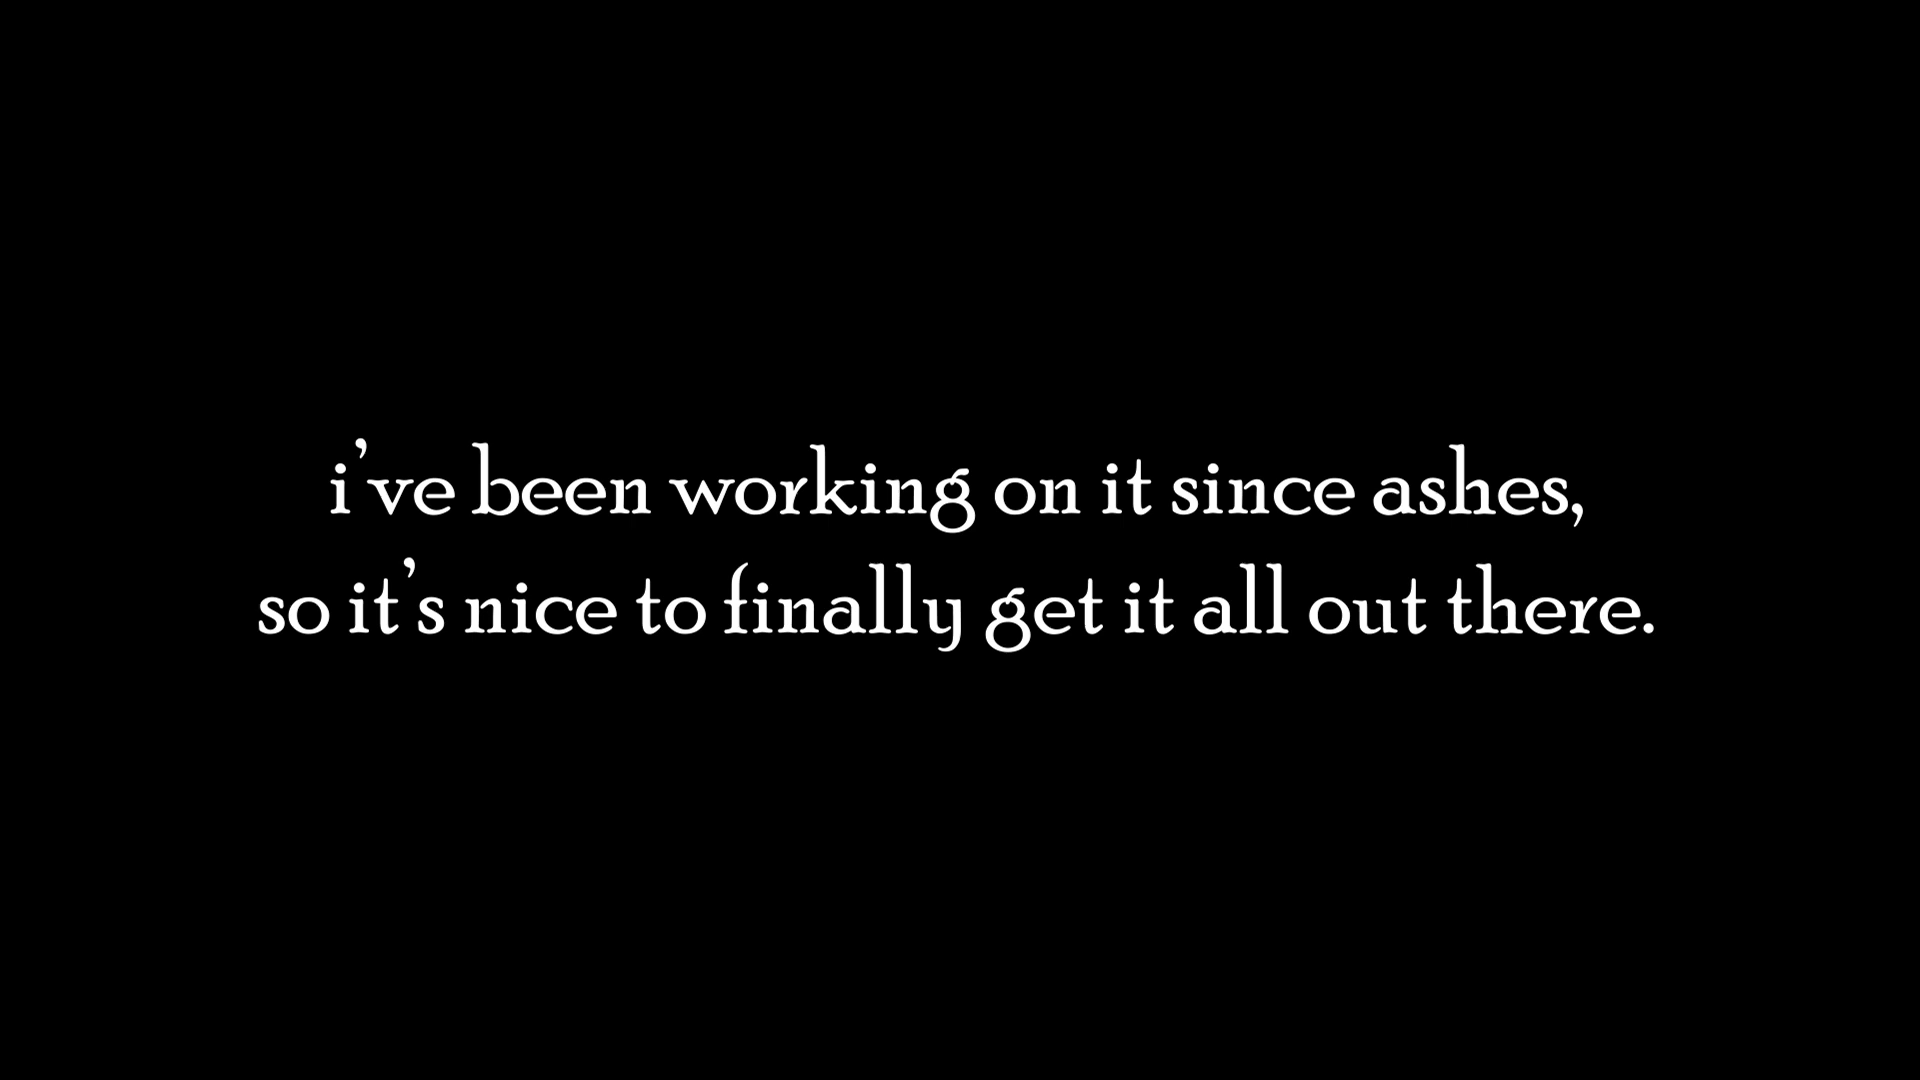 i've been working on it since ashes,
so it's nice to finally get it all out there.